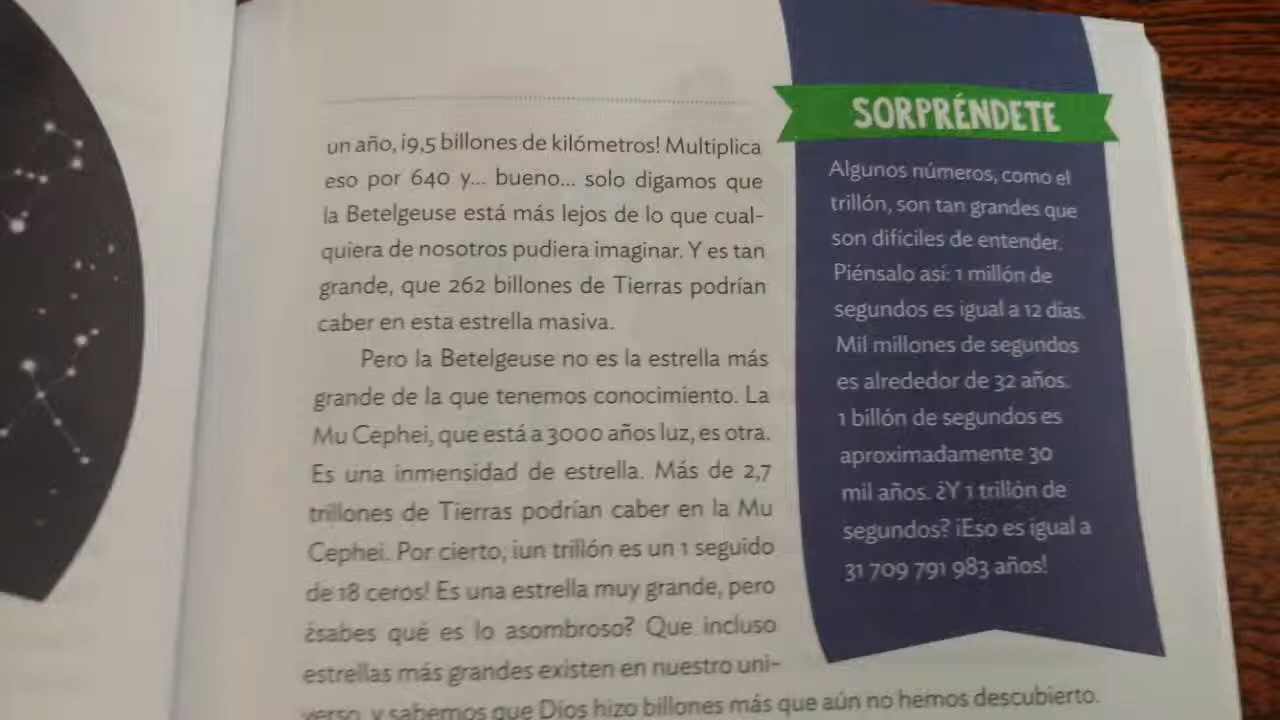 un año, ¡9,5 billones de kilómetros! Multiplica
eso por 640 y... bueno... solo digamos que
la Betelgeuse está más lejos de lo que cual-
quiera de nosotros pudiera imaginar. Y es tan
grande, que 262 billones de Tierras podrían
caber en esta estrella masiva.
Pero la Betelgeuse no es la estrella más
grande de la que tenemos conocimiento. La
Mu Cephei, que está a 3000 años luz, es otra.
Es una inmensidad de estrella. Más de 2,7
trillones de Tierras podrían caber en la Mu
Cephei. Por cierto, ¡un trillón es un 1 seguido
de 18 ceros! Es una estrella muy grande, pero
¿sabes qué es lo asombroso? Que incluso
estrellas más grandes existen en nuestro uni-
verso, y sabemos que Dios hizo billones más que aún no hemos descubierto.
SORPRÉNDETE
Algunos números, como el
trillón, son tan grandes que
son difíciles de entender.
Piénsalo así: 1 millón de
segundos es igual a 12 días.
Mil millones de segundos
es alrededor de 32 años.
1 billón de segundos es
aproximadamente 30
mil años. ¿Y 1 trillón de
segundos? ¡Eso es igual a
31 709 791 983 años!